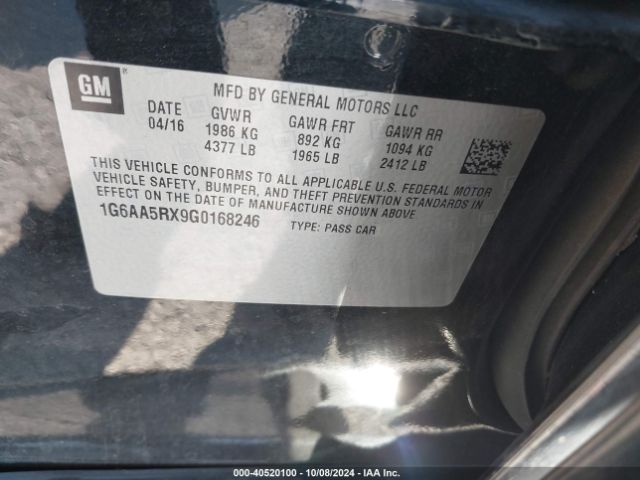 GM
MFD BY GENERAL MOTORS LLC
DATE GVWR GAWR FRT GAWR RR
04/16 1986 KG 892 KG 1094 KG
4377 LB 1965 LB 2412 LB
THIS VEHICLE CONFORMS TO ALL APPLICABLE U.S. FEDERAL MOTOR
VEHICLE SAFETY, BUMPER, AND THEFT PREVENTION STANDARDS IN
EFFECT ON THE DATE OF MANUFACTURE SHOWN ABOVE.
1G6AA5RX9G0168246 TYPE: PASS CAR
000-40520100 - 10/08/2024 - IAA Inc.